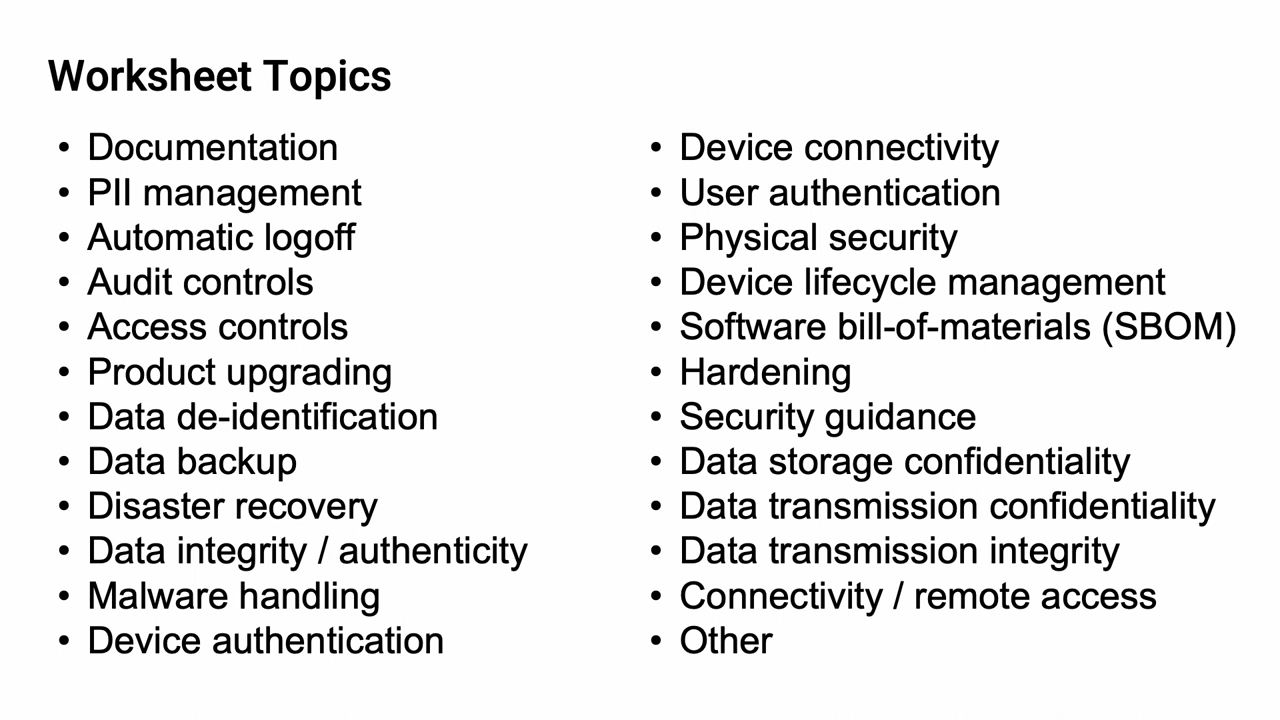 Worksheet Topics
• Documentation
• PII management
• Automatic logoff
• Audit controls
• Access controls
• Product upgrading
• Data de-identification
• Data backup
• Disaster recovery
• Data integrity / authenticity
• Malware handling
• Device authentication
• Device connectivity
• User authentication
• Physical security
• Device lifecycle management
• Software bill-of-materials (SBOM)
• Hardening
• Security guidance
• Data storage confidentiality
• Data transmission confidentiality
• Data transmission integrity
• Connectivity / remote access
• Other